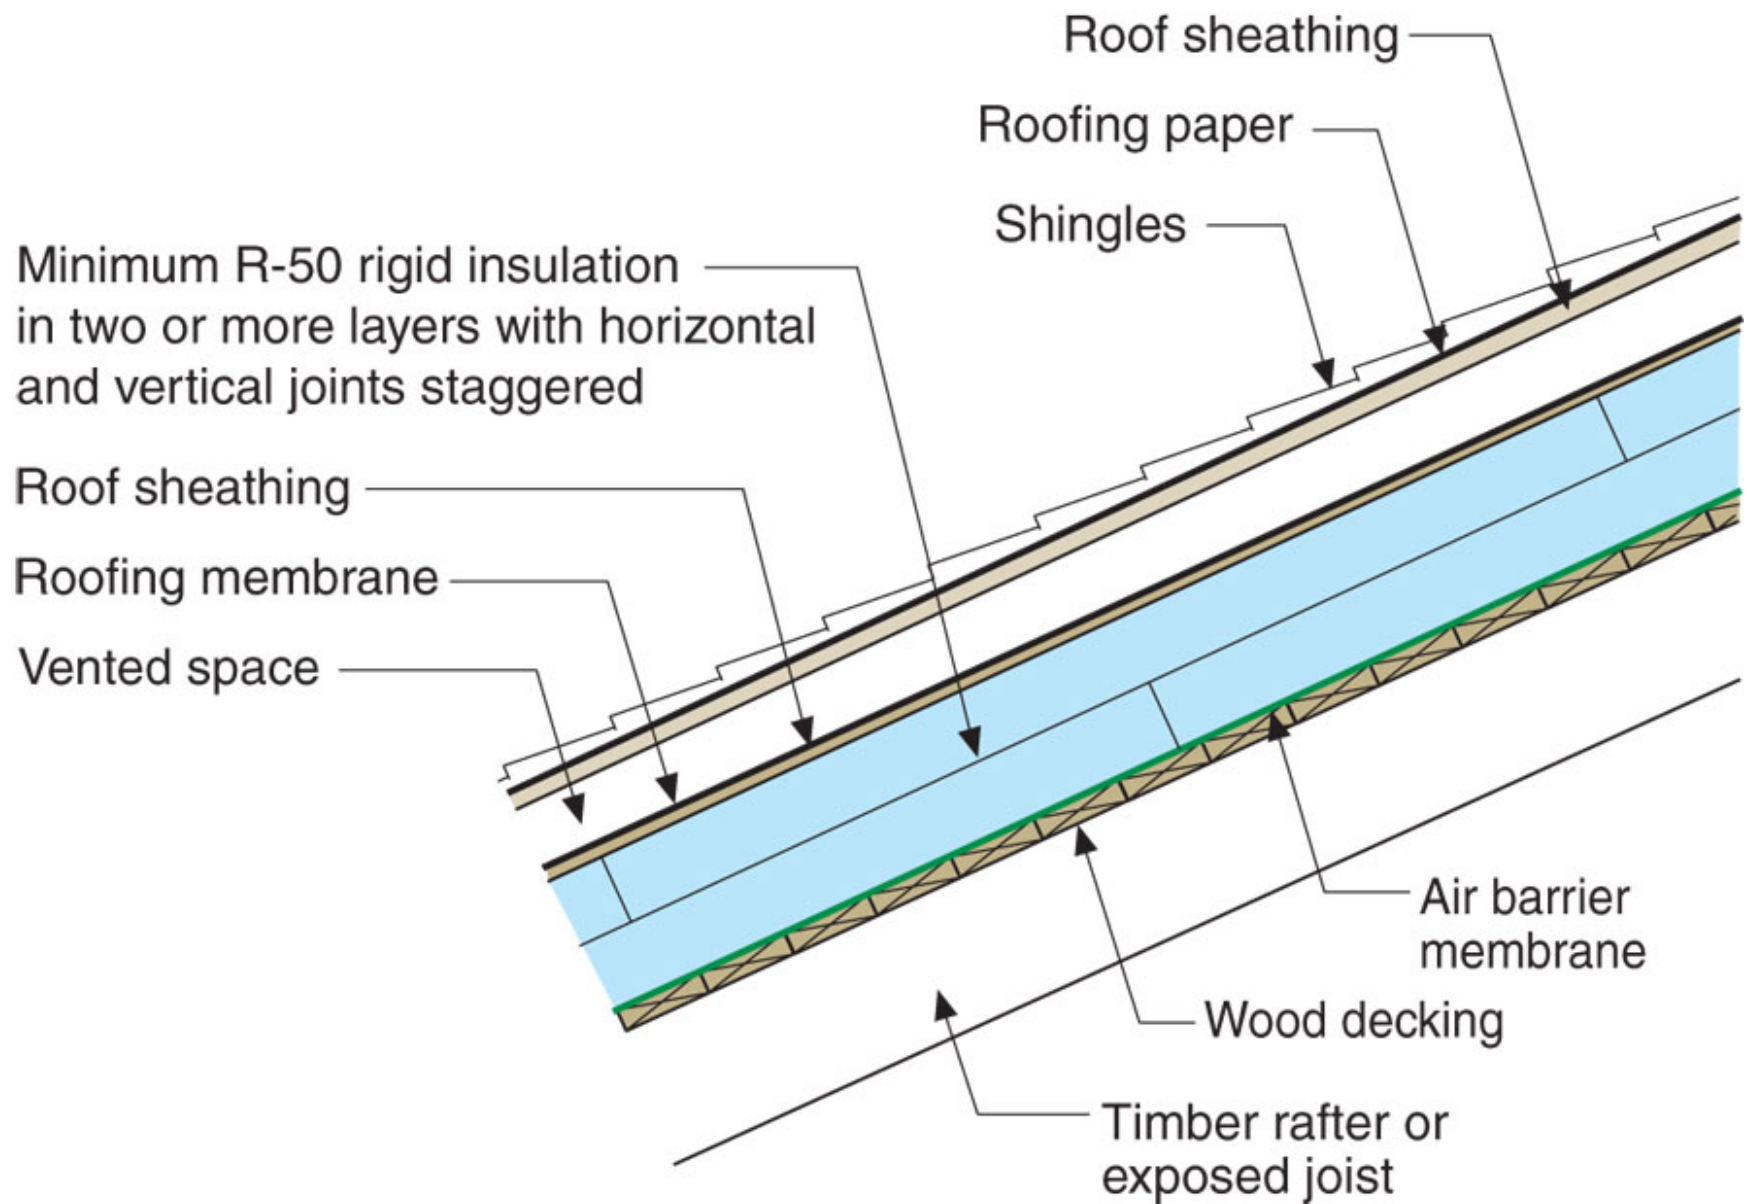 Roof sheathing
Roofing paper
Shingles
Minimum R-50 rigid insulation
in two or more layers with horizontal
and vertical joints staggered
Roof sheathing
Roofing membrane
Vented space
Air barrier
membrane
Wood decking
Timber rafter or
exposed joist